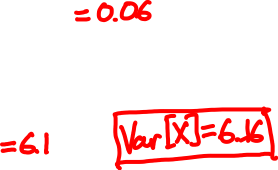 = 0.06
= 6.1
Var[X] = 6.16